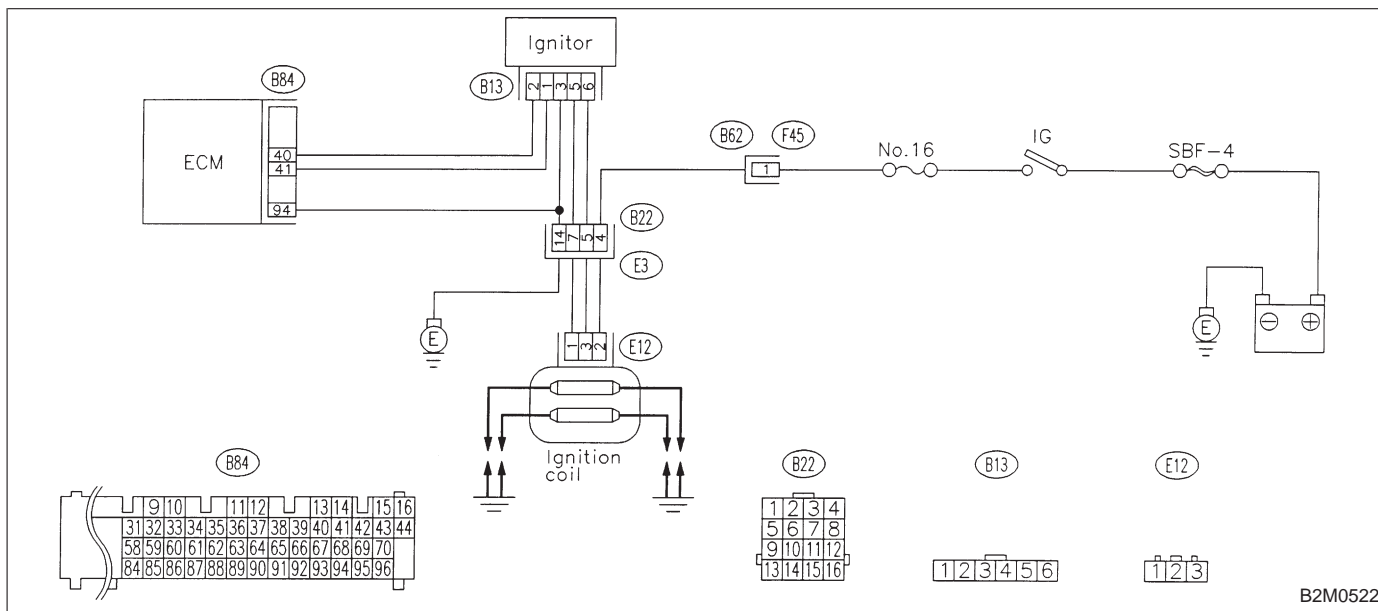 Ignitor
B84
B13
2 1 3 5 6
B62
F45
IG
No.16
SBF-4
ECM
40
41
1
94
B22
14 7 5 4
E3
E
E
− +
1 3 2
E12
Ignition
coil
B84
B22
B13
E12
9 10 11 12 13 14 15 16
31 32 33 34 35 36 37 38 39 40 41 42 43 44
58 59 60 61 62 63 64 65 66 67 68 69 70
84 85 86 87 88 89 90 91 92 93 94 95 96
1 2 3 4
5 6 7 8
9 10 11 12
13 14 15 16
1 2 3 4 5 6
1 2 3
B2M0522